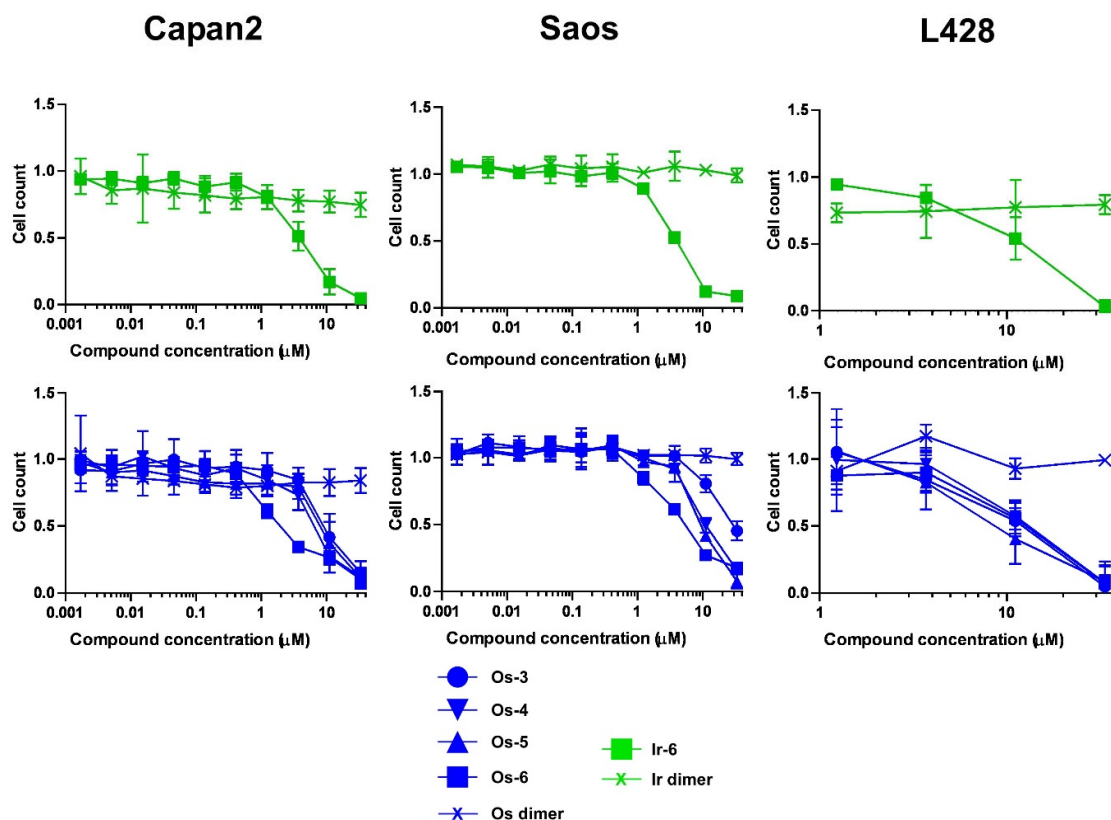 Capan2 Saos L428
1.5 1.5 1.5
1.0 1.0 1.0
0.5 0.5 0.5
0.0 0.0 0.0
Cell count Cell count Cell count
0.001 0.01 0.1 1 10 0.001 0.01 0.1 1 10 1 10
Compound concentration (μM) Compound concentration (μM) Compound concentration (μM)
1.5 1.5 1.5
1.0 1.0 1.0
0.5 0.5 0.5
0.0 0.0 0.0
Cell count Cell count Cell count
0.001 0.01 0.1 1 10 0.001 0.01 0.1 1 10 1 10
Compound concentration (μM) Compound concentration (μM) Compound concentration (μM)
Os-3
Os-4
Os-5
Os-6
Os dimer
Ir-6
Ir dimer